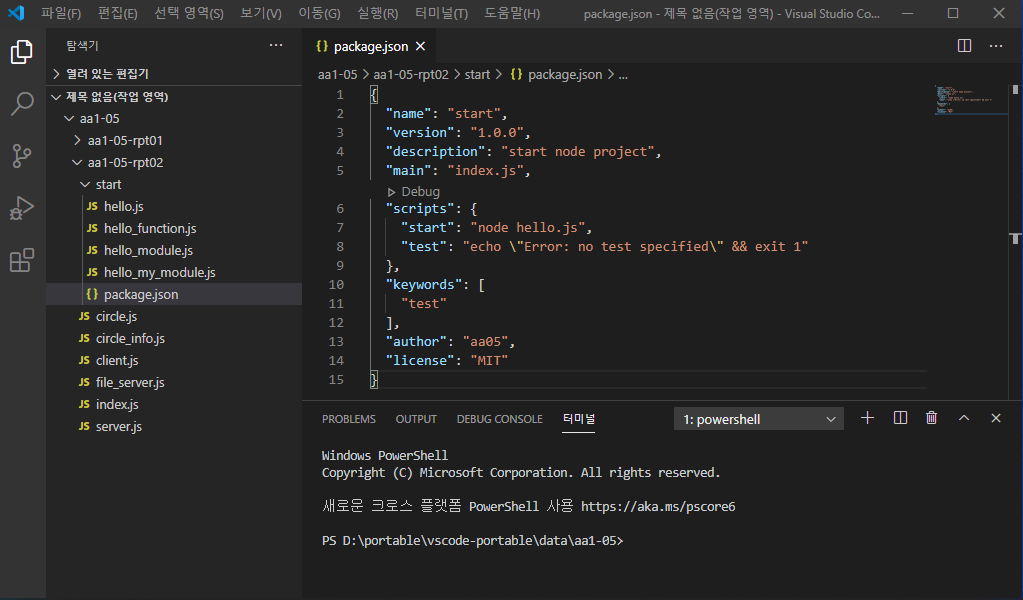 파일(F) 편집(E) 선택 영역(S) 보기(V) 이동(G) 실행(R) 터미널(T) 도움말(H) package.json - 제목 없음(작업 영역) - Visual Studio Co...
탐색기
열려 있는 편집기
제목 없음(작업 영역)
aa1-05
aa1-05-rpt01
aa1-05-rpt02
start
JS hello.js
JS hello_function.js
JS hello_module.js
JS hello_my_module.js
{} package.json
JS circle.js
JS circle_info.js
JS client.js
JS file_server.js
JS index.js
JS server.js
{} package.json
aa1-05 > aa1-05-rpt02 > start > {} package.json > ...
1 {
2 "name": "start",
3 "version": "1.0.0",
4 "description": "start node project",
5 "main": "index.js",
Debug
6 "scripts": {
7 "start": "node hello.js",
8 "test": "echo \"Error: no test specified\" && exit 1"
9 },
10 "keywords": [
11 "test"
12 ],
13 "author": "aa05",
14 "license": "MIT"
15 }
PROBLEMS OUTPUT DEBUG CONSOLE 터미널 1: powershell
Windows PowerShell
Copyright (C) Microsoft Corporation. All rights reserved.
새로운 크로스 플랫폼 PowerShell 사용 https://aka.ms/pscore6
PS D:\portable\vscode-portable\data\aa1-05>